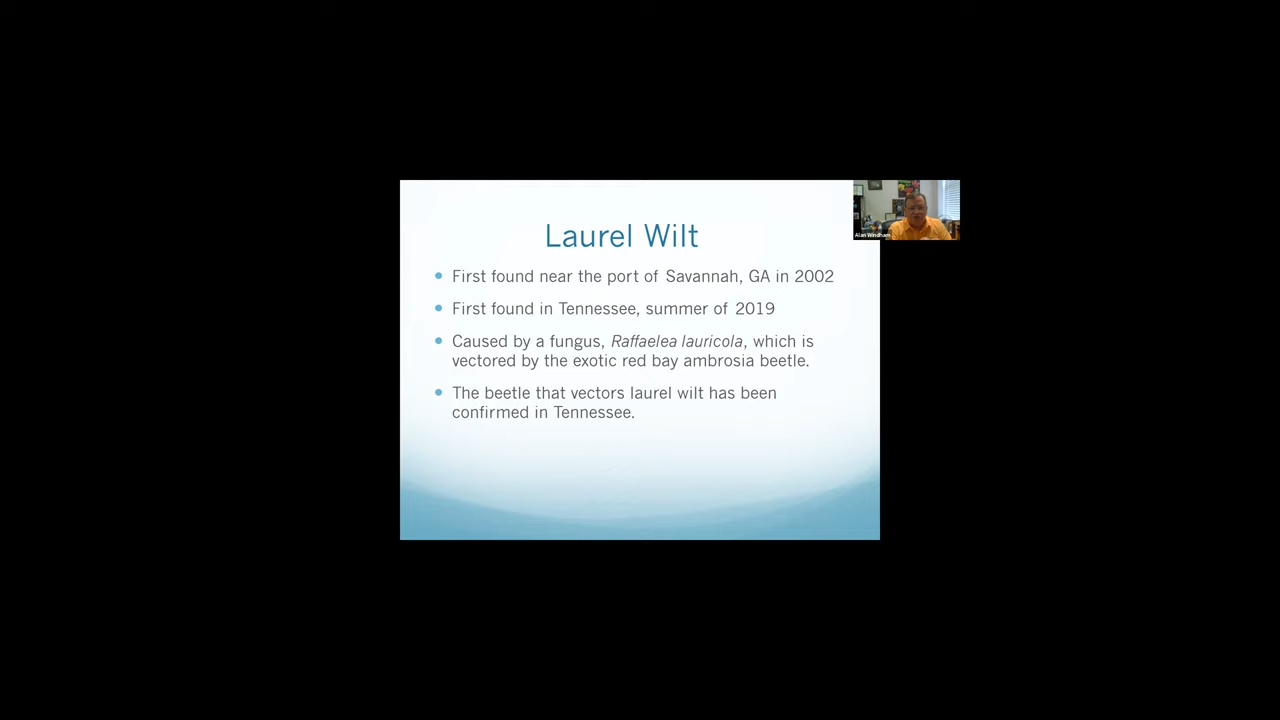 Laurel Wilt
• First found near the port of Savannah, GA in 2002
• First found in Tennessee, summer of 2019
• Caused by a fungus, Raffaelea lauricola, which is
vectored by the exotic red bay ambrosia beetle.
• The beetle that vectors laurel wilt has been
confirmed in Tennessee.
Alan Windham